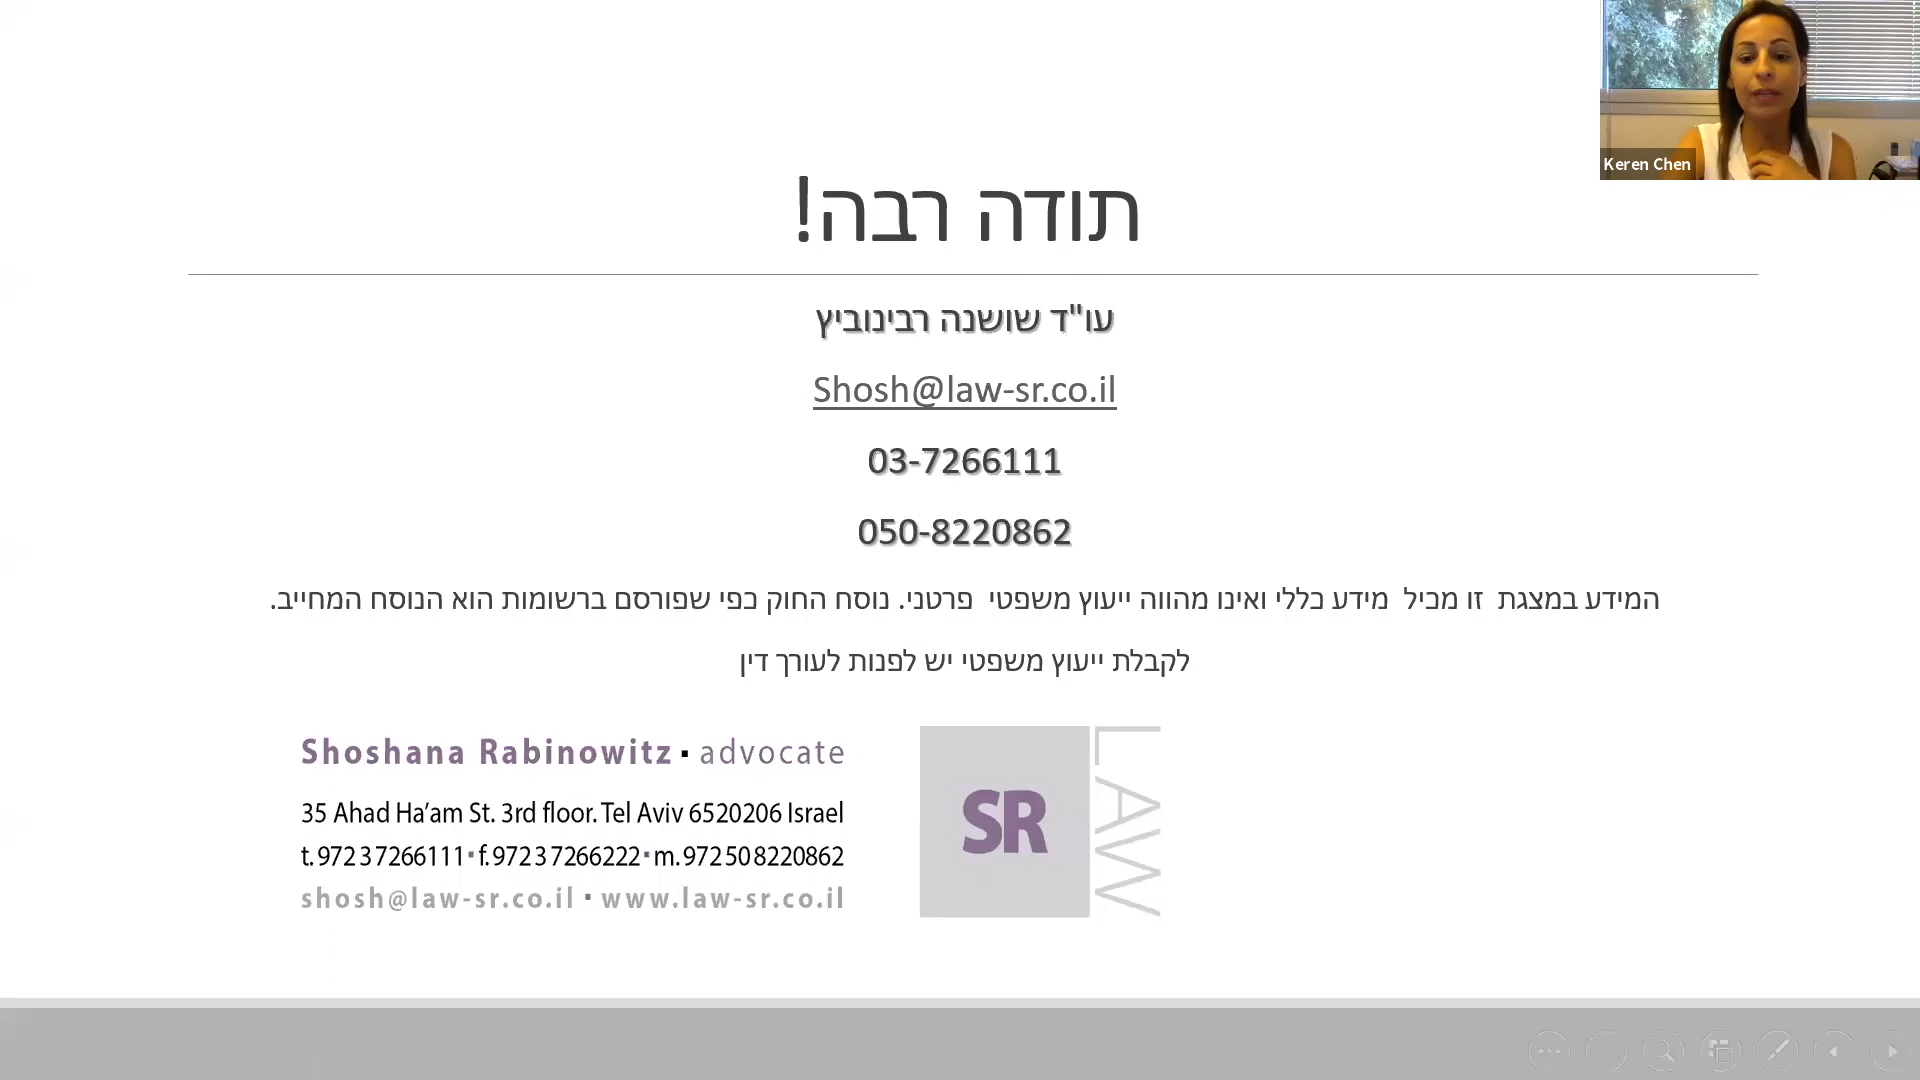 Keren Chen
תודה רבה!
עו"ד שושנה רבינוביץ
Shosh@law-sr.co.il
03-7266111
050-8220862
המידע במצגת זו מכיל מידע כללי ואינו מהווה ייעוץ משפטי פרטני. נוסח החוק כפי שפורסם ברשומות הוא הנוסח המחייב.
לקבלת ייעוץ משפטי יש לפנות לעורך דין
Shoshana Rabinowitz ▪ advocate
35 Ahad Ha’am St. 3rd floor. Tel Aviv 6520206 Israel
t. 972 3 7266111 ▪ f. 972 3 7266222 ▪ m. 972 50 8220862
shosh@law-sr.co.il ▪ www.law-sr.co.il
SR
LAW